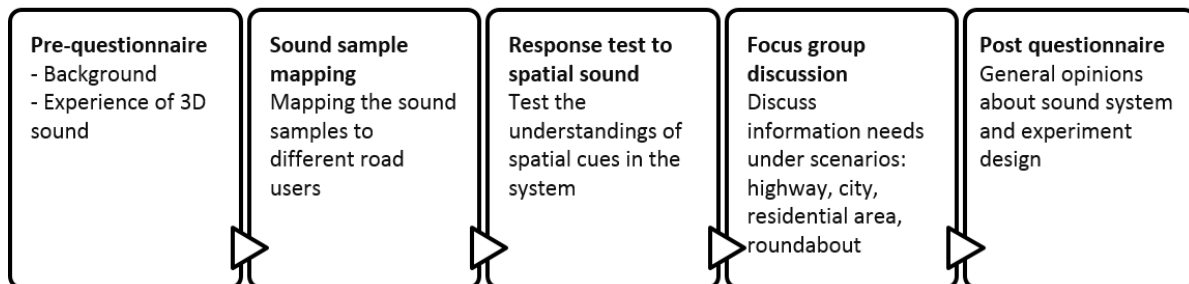 Pre-questionnaire
- Background
- Experience of 3D
sound
Sound sample
mapping
Mapping the sound
samples to
different road
users
Response test to
spatial sound
Test the
understandings of
spatial cues in the
system
Focus group
discussion
Discuss
information needs
under scenarios:
highway, city,
residential area,
roundabout
Post questionnaire
General opinions
about sound system
and experiment
design